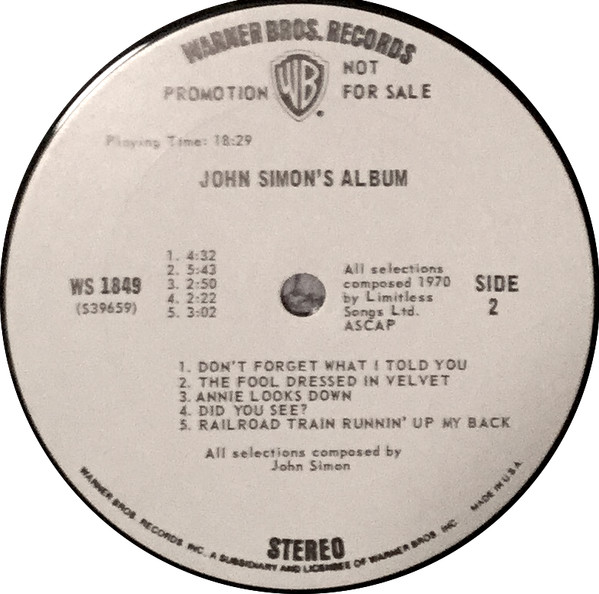 WARNER BROS. RECORDS
PROMOTION WB NOT FOR SALE
Playing Time: 18:29
JOHN SIMON'S ALBUM
1. 4:32
2. 5:43
3. 2:50
4. 2:22
5. 3:02
WS 1849
(S39659)
All selections
composed 1970
by Limitless
Songs Ltd.
ASCAP
SIDE
2
1. DON'T FORGET WHAT I TOLD YOU
2. THE FOOL DRESSED IN VELVET
3. ANNIE LOOKS DOWN
4. DID YOU SEE?
5. RAILROAD TRAIN RUNNIN' UP MY BACK
All selections composed by
John Simon
STEREO
WARNER BROS. RECORDS INC. A SUBSIDIARY AND LICENSEE OF WARNER BROS. INC. MADE IN U.S.A.